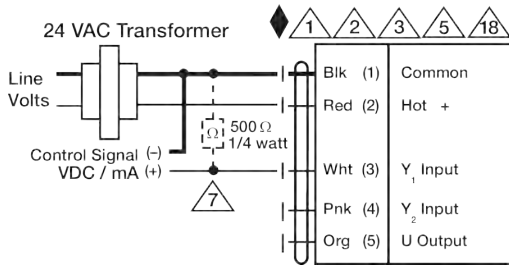 24 VAC Transformer
1 2 3 5 18
Line
Volts
Blk (1) Common
Red (2) Hot +
Ω 500 Ω
1/4 watt
Control Signal (-)
VDC / mA (+)
Wht (3) Y1 Input
7
Pnk (4) Y2 Input
Org (5) U Output